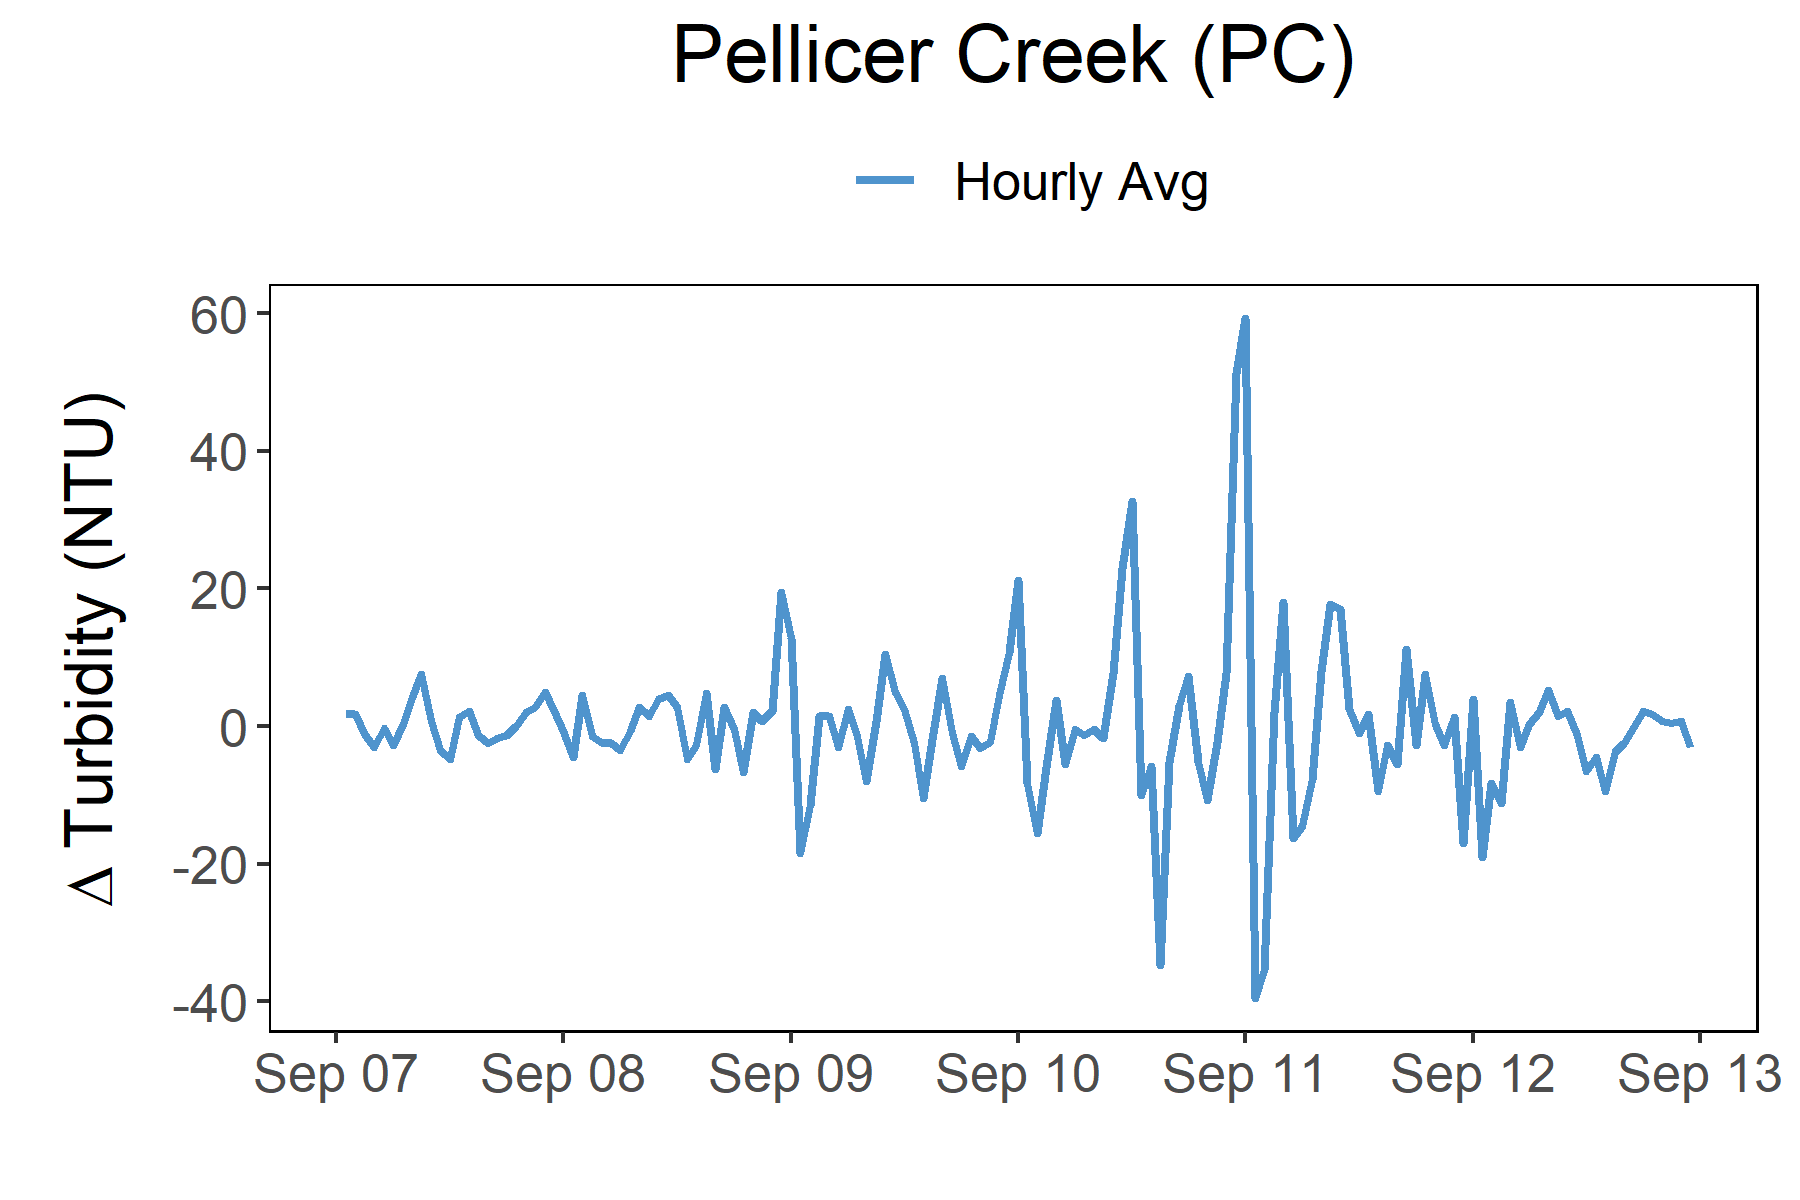 Pellicer Creek (PC)
Hourly Avg
Δ Turbidity (NTU)
60
40
20
0
-20
-40
Sep 07 Sep 08 Sep 09 Sep 10 Sep 11 Sep 12 Sep 13